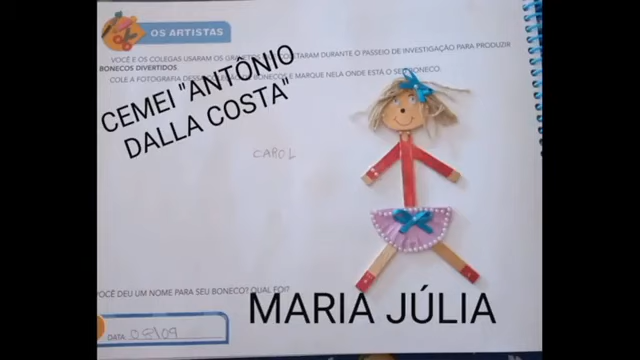 OS ARTISTAS
VOCÊ E OS COLEGAS USARAM OS GRAVETOS QUE COLETARAM DURANTE O PASSEIO DE INVESTIGAÇÃO PARA PRODUZIR
BONECOS DIVERTIDOS.
COLE A FOTOGRAFIA BONECOS E MARQUE NELA ONDE ESTÁ O SEU BONECO.
CEMEI "ANTÔNIO
DALLA COSTA"
CAROL
VOCÊ DEU UM NOME PARA SEU BONECO? QUAL FOI?
MARIA JÚLIA
DATA: 08/09